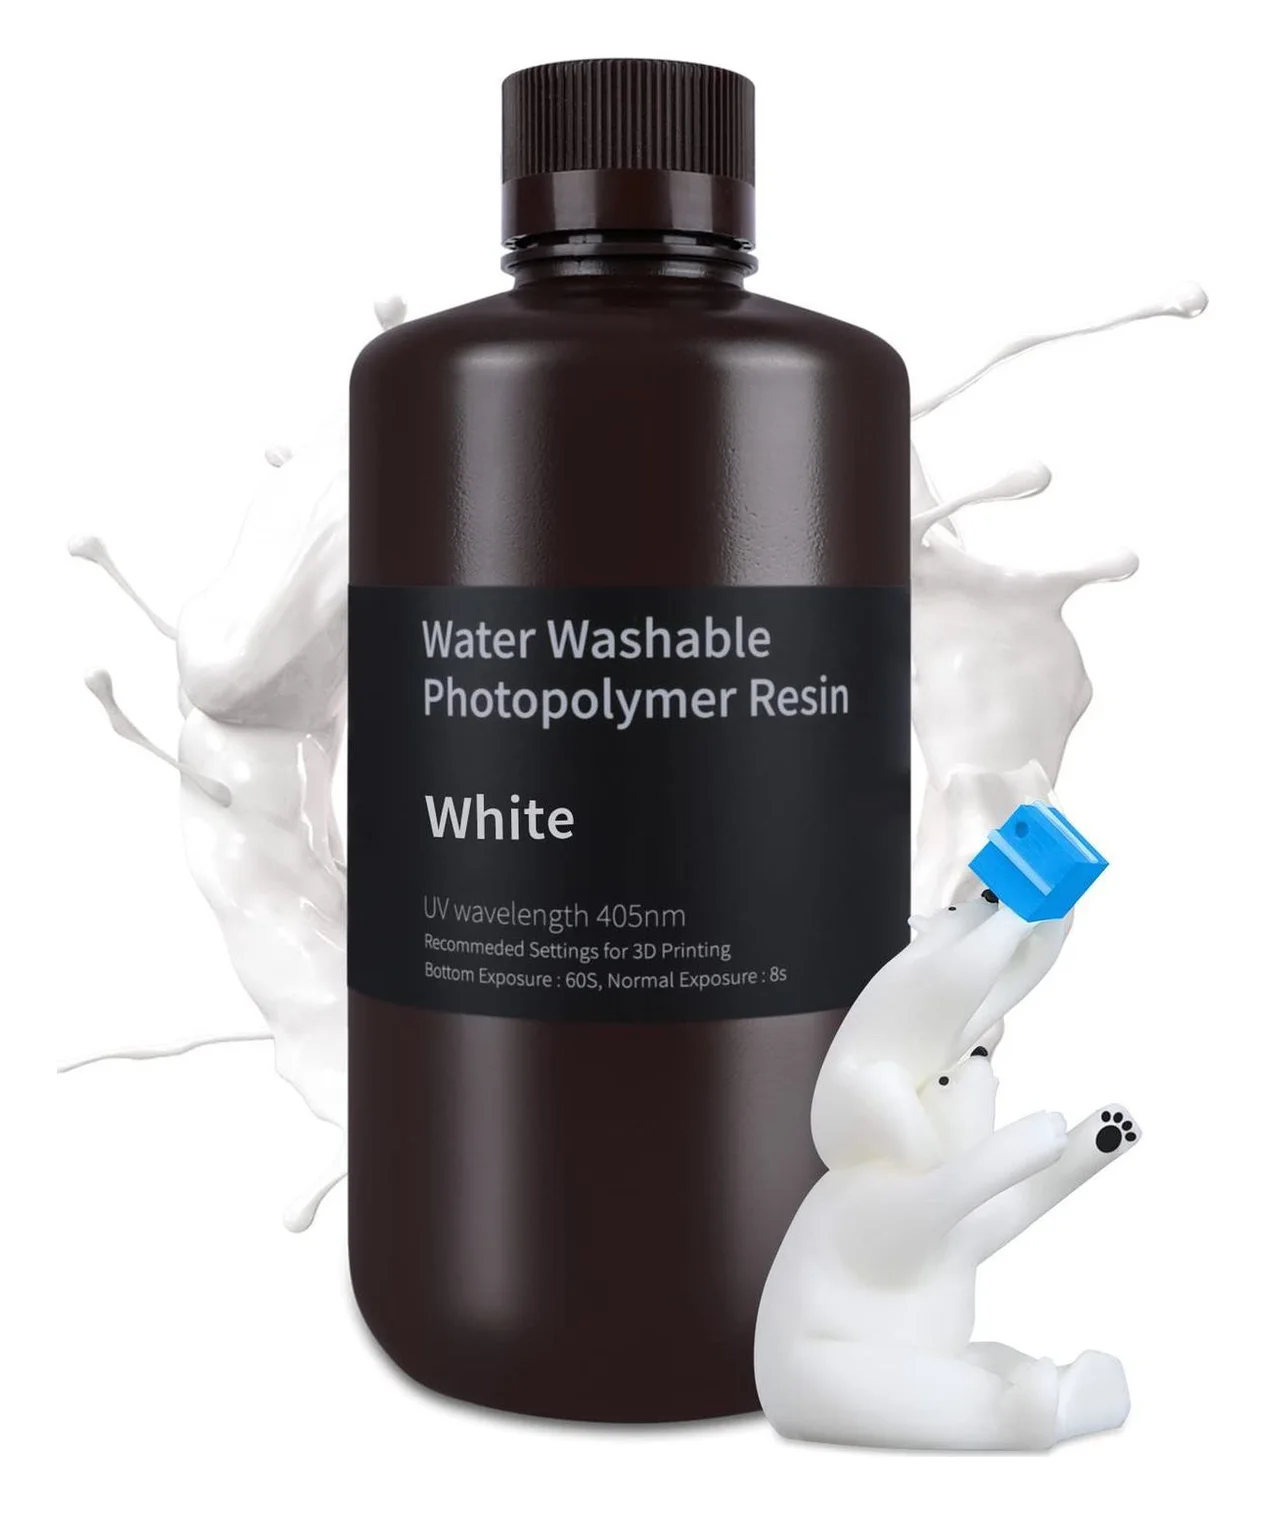 Water Washable
Photopolymer Resin
White
UV wavelength 405nm
Recommeded Settings for 3D Printing
Bottom Exposure : 60S, Normal Exposure : 8s